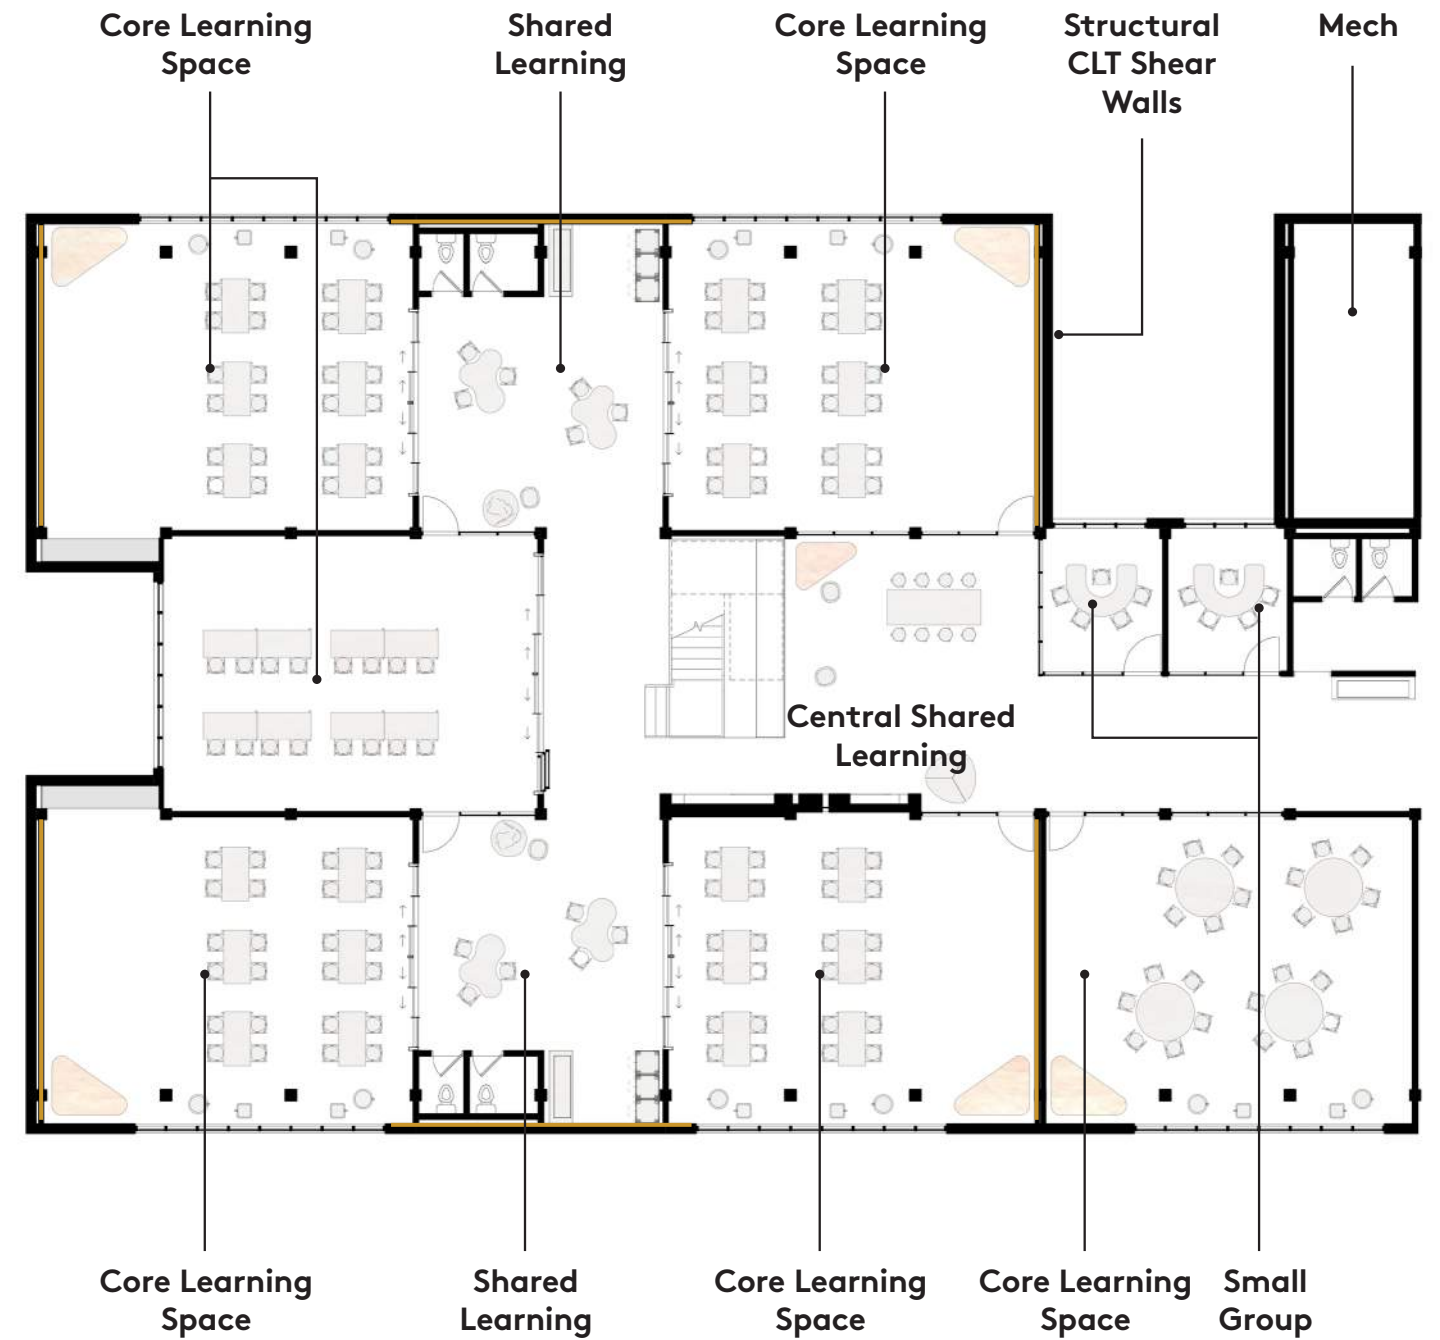 Core Learning
Space
Shared
Learning
Core Learning
Space
Structural
CLT Shear
Walls
Mech
Central Shared
Learning
Core Learning
Space
Shared
Learning
Core Learning
Space
Core Learning
Space
Small
Group